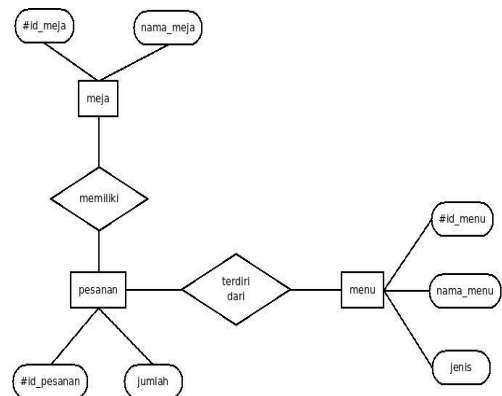 #id_meja
nama_meja
meja
memiliki
#id_menu
pesanan
terdiri
dari
menu
nama_menu
jenis
#id_pesanan
jumlah